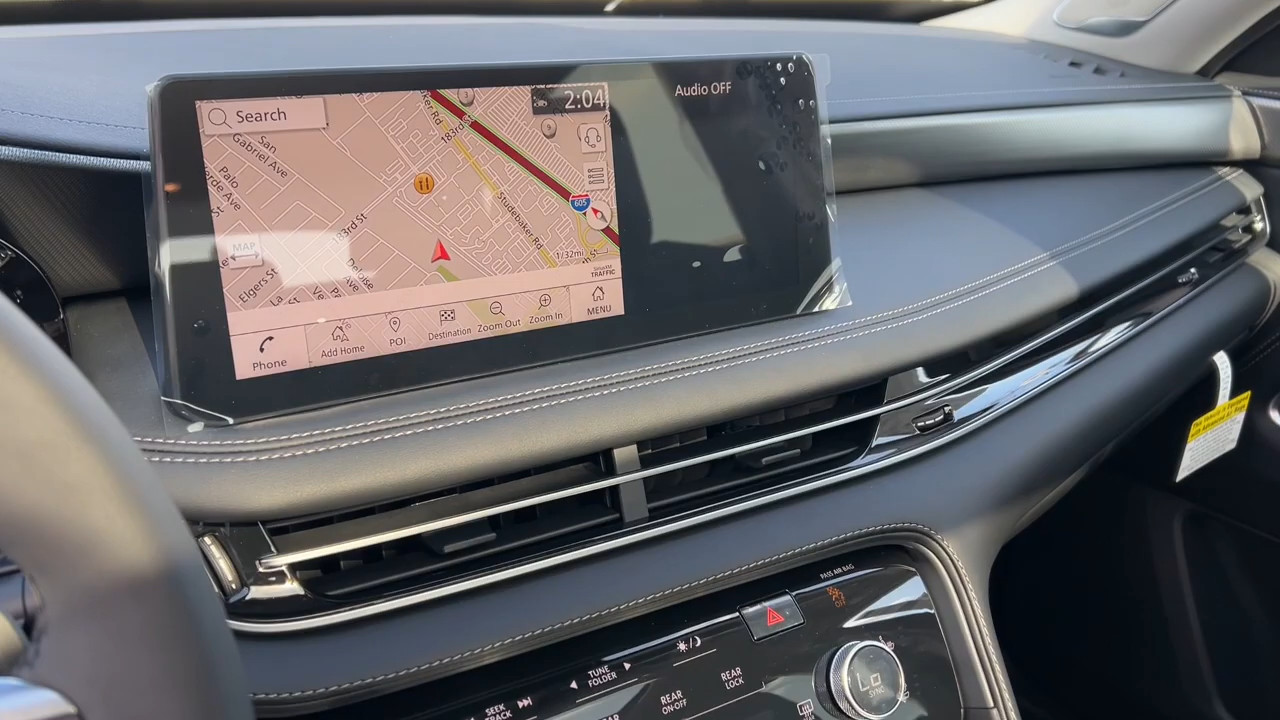 Search
2:04
Audio OFF
183rd St
San
Gabriel Ave
Palo
Verde Ave
605
Studebaker Rd
183rd St
MAP
Elgers St
1/32mi
SiriusXM
TRAFFIC
Phone
Add Home
POI
Destination
Zoom Out
Zoom In
MENU
PASS AIR BAG
OFF
TUNE
FOLDER
SEEK
TRACK
REAR
ON·OFF
REAR
LOCK
Lo
SYNC